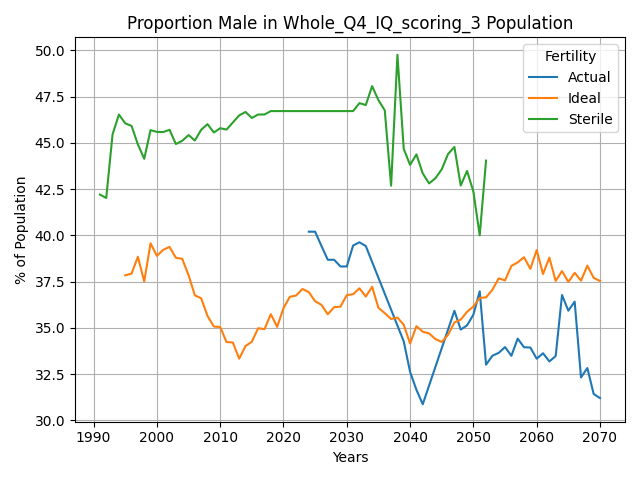 Proportion Male in Whole_Q4_IQ_scoring_3 Population
Fertility
Actual
Ideal
Sterile
% of Population
50.0
47.5
45.0
42.5
40.0
37.5
35.0
32.5
30.0
1990 2000 2010 2020 2030 2040 2050 2060 2070
Years